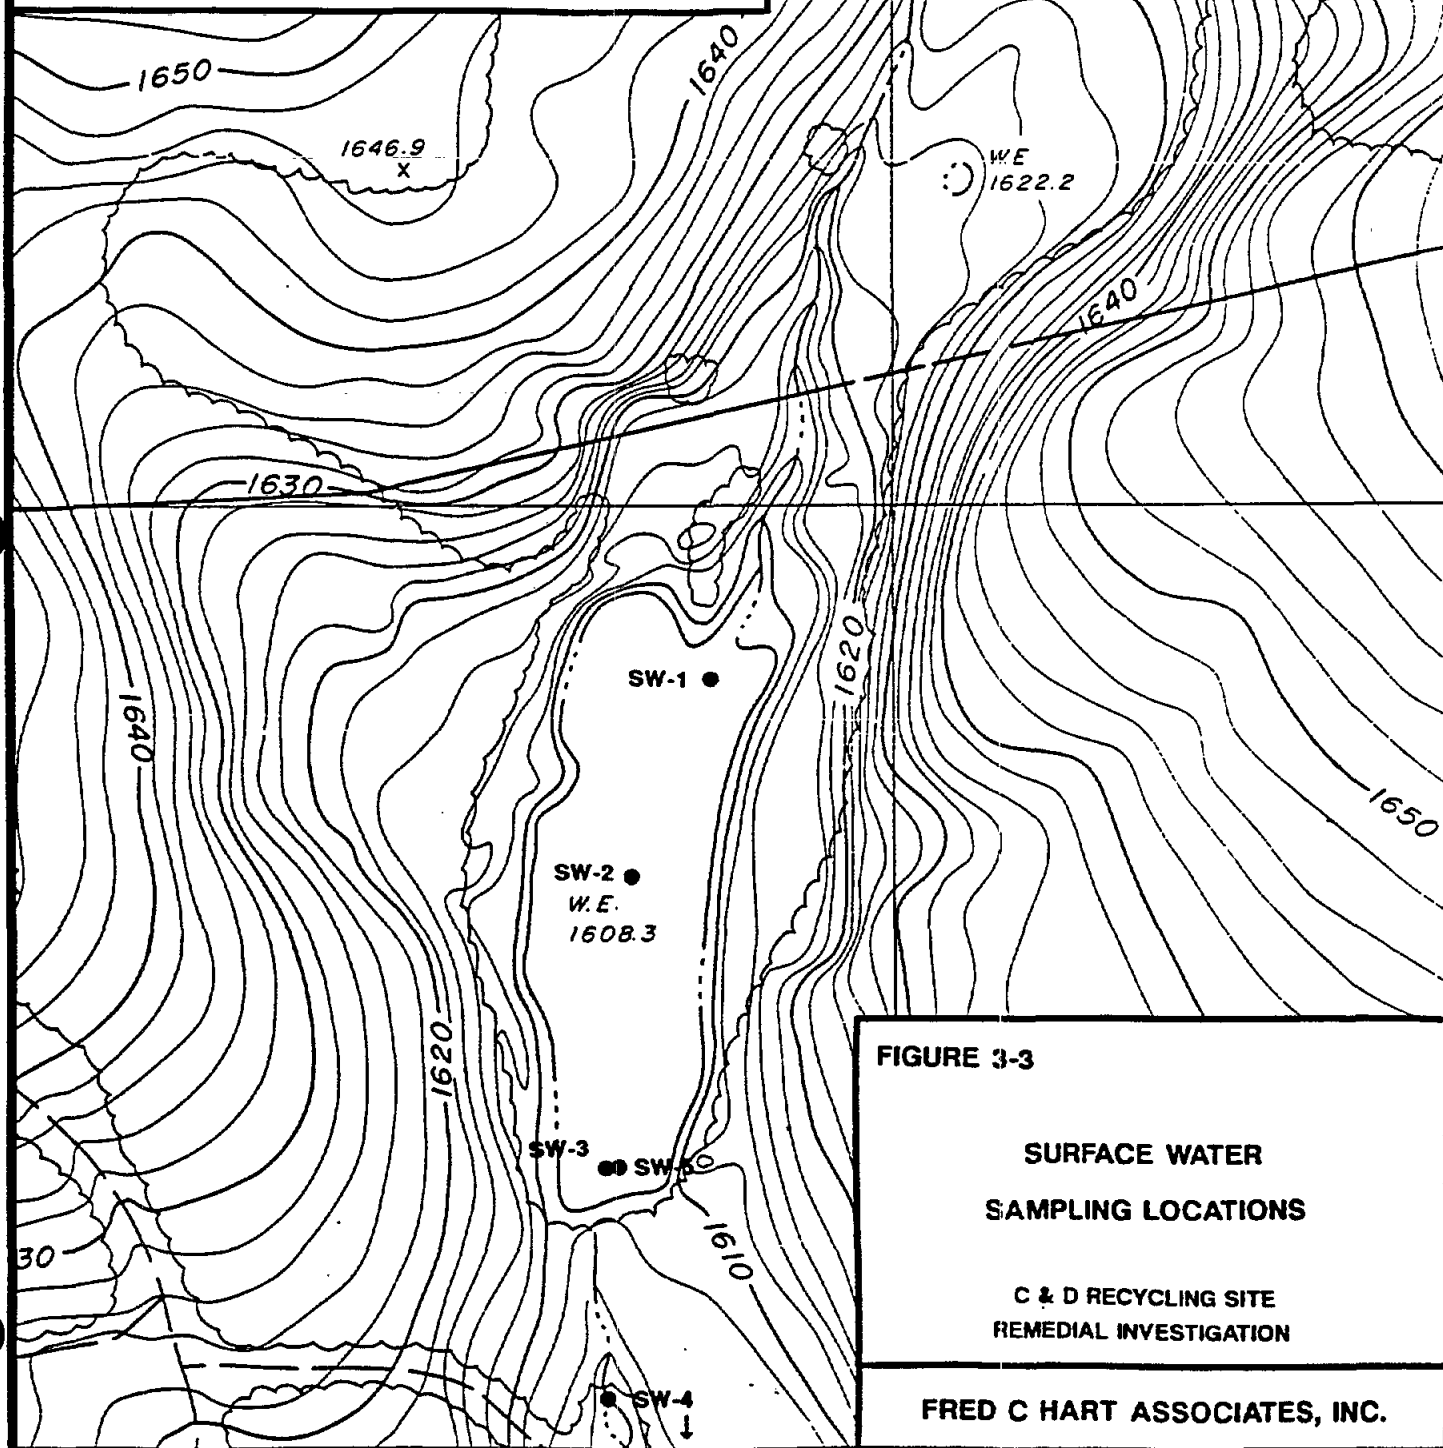 1650
1640
1646.9
X
W.E
1622.2
1640
1630
1620
SW-1
1640
1650
SW-2
W.E.
1608.3
1620
SW-3
SW-5
1610
30
SW-4
FIGURE 3-3
SURFACE WATER
SAMPLING LOCATIONS
C & D RECYCLING SITE
REMEDIAL INVESTIGATION
FRED C HART ASSOCIATES, INC.